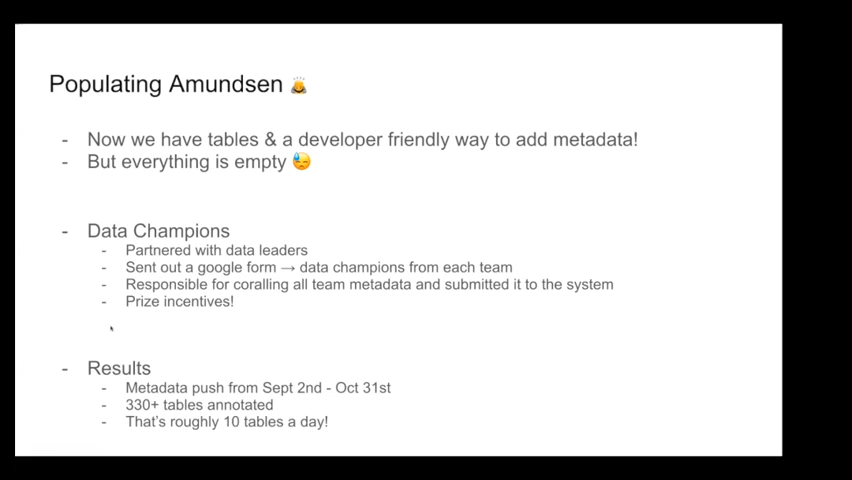 Populating Amundsen
- Now we have tables & a developer friendly way to add metadata!
- But everything is empty 😓
- Data Champions
- Partnered with data leaders
- Sent out a google form → data champions from each team
- Responsible for coralling all team metadata and submitted it to the system
- Prize incentives!
- Results
- Metadata push from Sept 2nd - Oct 31st
- 330+ tables annotated
- That's roughly 10 tables a day!